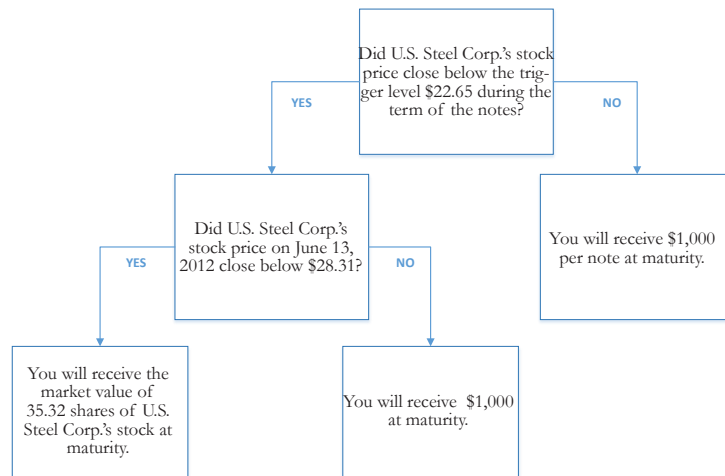 Did U.S. Steel Corp.'s stock
price close below the trig-
ger level $22.65 during the
term of the notes?
YES
NO
Did U.S. Steel Corp.'s
stock price on June 13,
2012 close below $28.31?
You will receive $1,000
per note at maturity.
YES
NO
You will receive the
market value of
35.32 shares of U.S.
Steel Corp.'s stock at
maturity.
You will receive $1,000
at maturity.